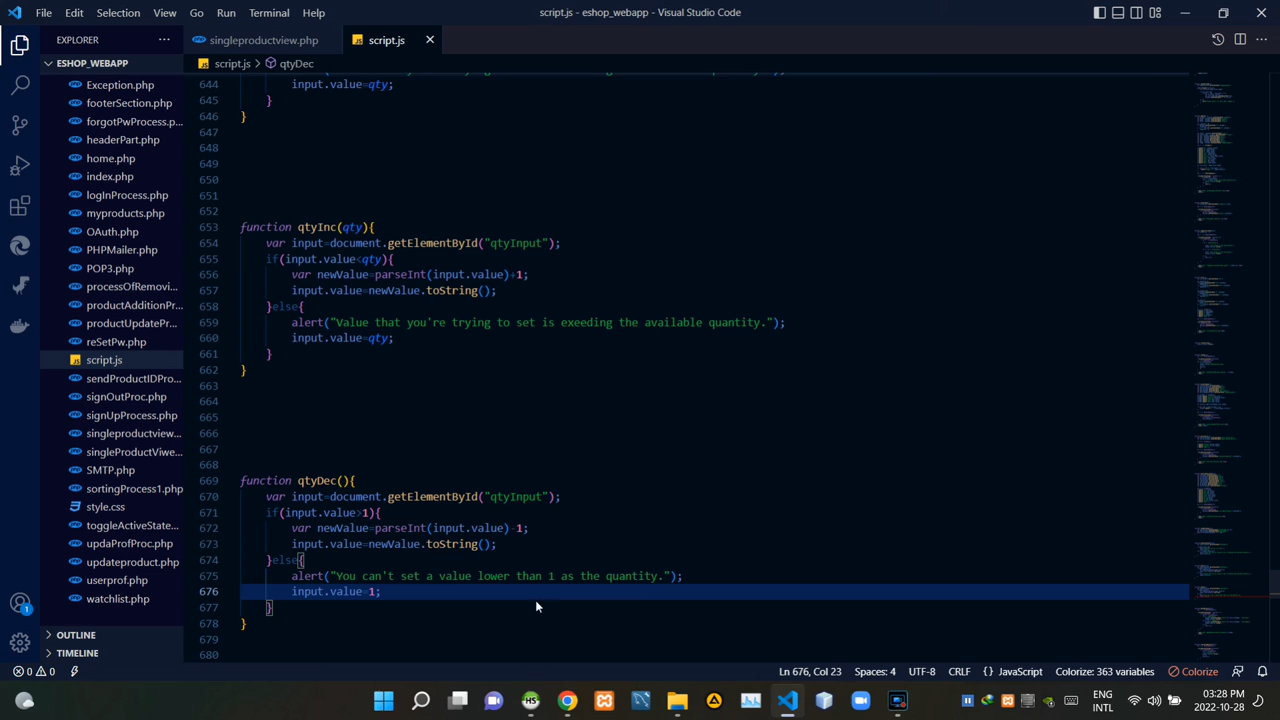 File Edit Selection View Go Run Terminal Help
script.js - eshop_webapp - Visual Studio Code
EXPLORER
singleproductview.php
script.js
ESHOP_WEBAPP
script.js > qtyDec
Exception.php
footerSection.php
forgotPwProcess.p...
headerPart.php
home.php
index.php
logInProcess.php
myproducts.php
OAuth.php
PHPMailer.php
POP3.php
processOfRemovi...
productAdditionPr...
productUpdater.p...
reSetPw.php
script.js
sendProductIDPro...
signOutProc.php
signUpProcess.php
singleproductview...
singleProductVie...
SMTP.php
sortingProcess1.php
style.css
toggleActiveState...
updaProfProc.php
updateproduct.php
userprof.php
watchlist.php
OUTLINE
TIMELINE
644 input.value=qty;
645 }
646 }
647
648
649
650
651
652
653 function qtyInc(qty){
654 var input=document.getElementById("qtyInput");
655 if(input.value<qty){
656 var newValue=parseInt(input.value)+1;
657 input.value=newValue.toString();
658 }else{
659 alert("Value that you're trying to set is exeeding the available quantity.");
660 input.value=qty;
661 }
662 }
663
664
665
666
667
668
669 function qtyDec(){
670 var input=document.getElementById("qtyInput");
671 if(input.value>1){
672 var newValue=parseInt(input.value)-1;
673 input.value=newValue.toString();
674 }else{
675 alert("You can't set a value lower than 1 as the quantity.");
676 input.value=1;
677 }
678 }
679
680
0 0 Ln 676, Col 23 Spaces: 4 UTF-8 CRLF {} JavaScript Colorize: 363 variables Colorize
ENG
INTL
03:28 PM
2022-10-28